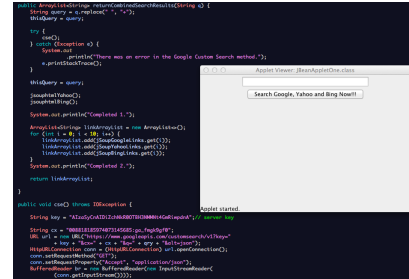 public ArrayList<String> returnCombinedSearchResults(String q) {
String query = q.replace(" ", "+");
thisQuery = query;
try {
cse();
} catch (Exception e) {
System.out
.println("There was an error in the Google Custom Search method.");
e.printStackTrace();
}
thisQuery = query;
jsouphtmlYahoo();
jsouphtmlBing();
System.out.println("Completed 1.");
ArrayList<String> linkArrayList = new ArrayList<>();
for (int i = 0; i < 10; i++) {
linkArrayList.add(jSoupGoogleLinks.get(i));
linkArrayList.add(jSoupYahooLinks.get(i));
linkArrayList.add(jSoupBingLinks.get(i));
}
System.out.println("Completed 2.");
return linkArrayList;
}
Applet Viewer: JBeanAppletOne.class
Search Google, Yahoo and Bing Now!!!
Applet started.
public void cse() throws IOException {
String key = // server key
String cx =
URL url = new URL("https://www.googleapis.com/customsearch/v1?key="
+ key + "&cx=" + cx + "&q=" + qry + "&alt=json");
HttpURLConnection conn = (HttpURLConnection) url.openConnection();
conn.setRequestMethod("GET");
conn.setRequestProperty("Accept", "application/json");
BufferedReader br = new BufferedReader(new InputStreamReader(
(conn.getInputStream())));